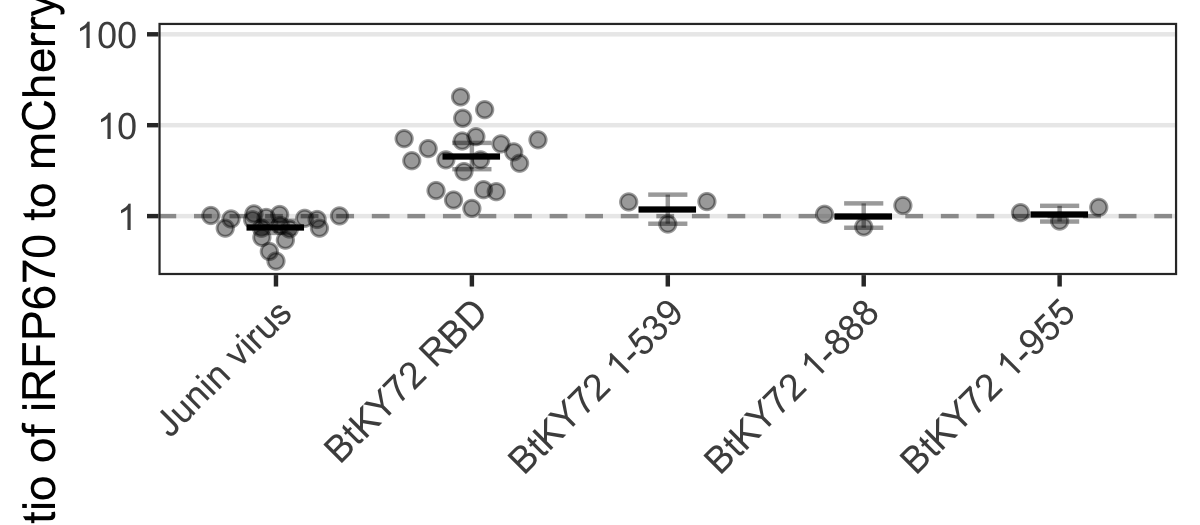 tio of iRFP670 to mCherry
100
10
1
Junin virus
BtKY72 RBD
BtKY72 1-539
BtKY72 1-888
BtKY72 1-955